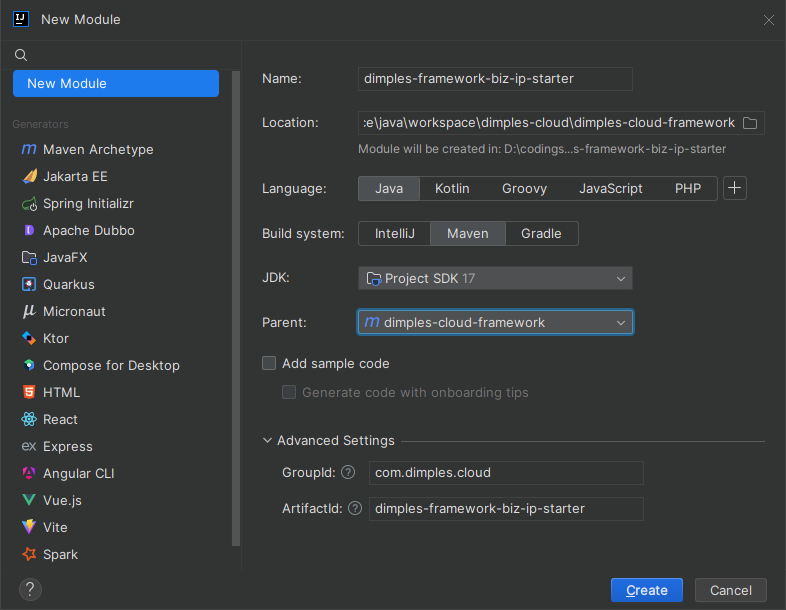 New Module
New Module
Generators
Maven Archetype
Jakarta EE
Spring Initializr
Apache Dubbo
JavaFX
Quarkus
Micronaut
Ktor
Compose for Desktop
HTML
React
Express
Angular CLI
Vue.js
Vite
Spark
Name: dimples-framework-biz-ip-starter
Location: :e\java\workspace\dimples-cloud\dimples-cloud-framework
Module will be created in: D:\codings...s-framework-biz-ip-starter
Language: Java Kotlin Groovy JavaScript PHP +
Build system: IntelliJ Maven Gradle
JDK: Project SDK 17
Parent: m dimples-cloud-framework
Add sample code
Generate code with onboarding tips
Advanced Settings
GroupId: ? com.dimples.cloud
ArtifactId: ? dimples-framework-biz-ip-starter
? Create Cancel